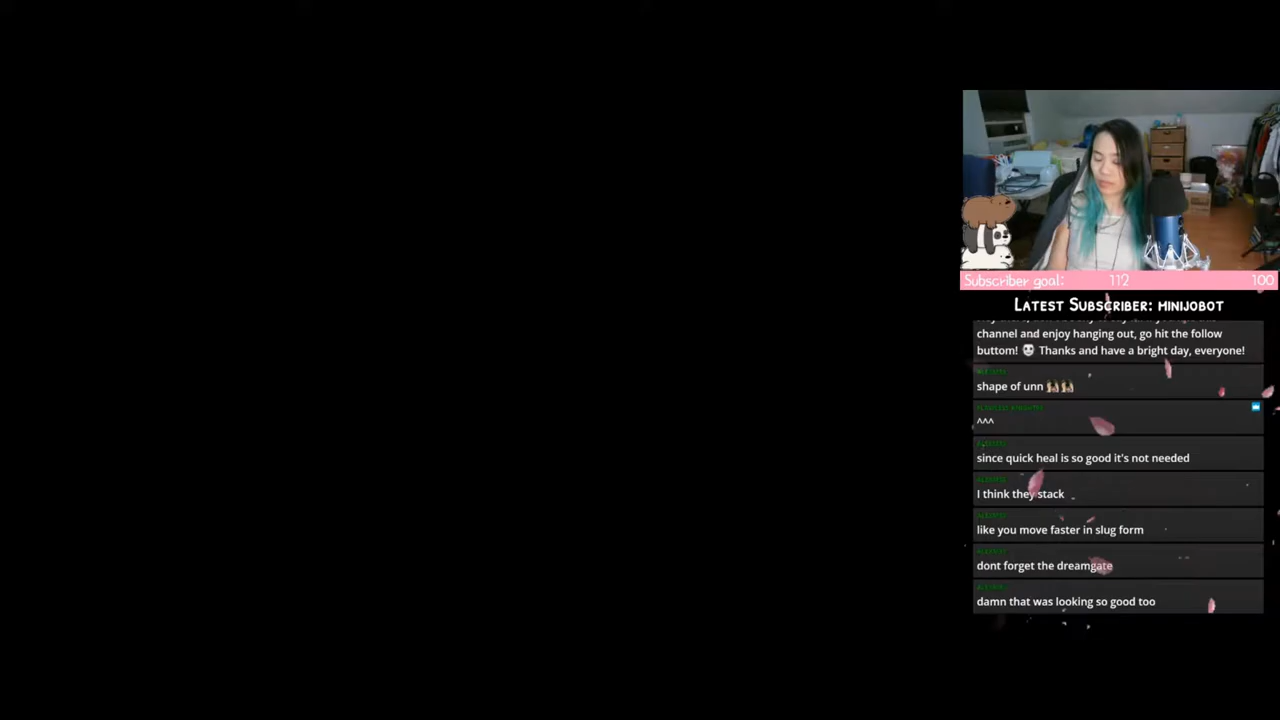 Subscriber goal: 112 100
Latest Subscriber: minijobot
channel and enjoy hanging out, go hit the follow
buttom! Thanks and have a bright day, everyone!
shape of unn
^^^
since quick heal is so good it's not needed
I think they stack
like you move faster in slug form
dont forget the dreamgate
damn that was looking so good too